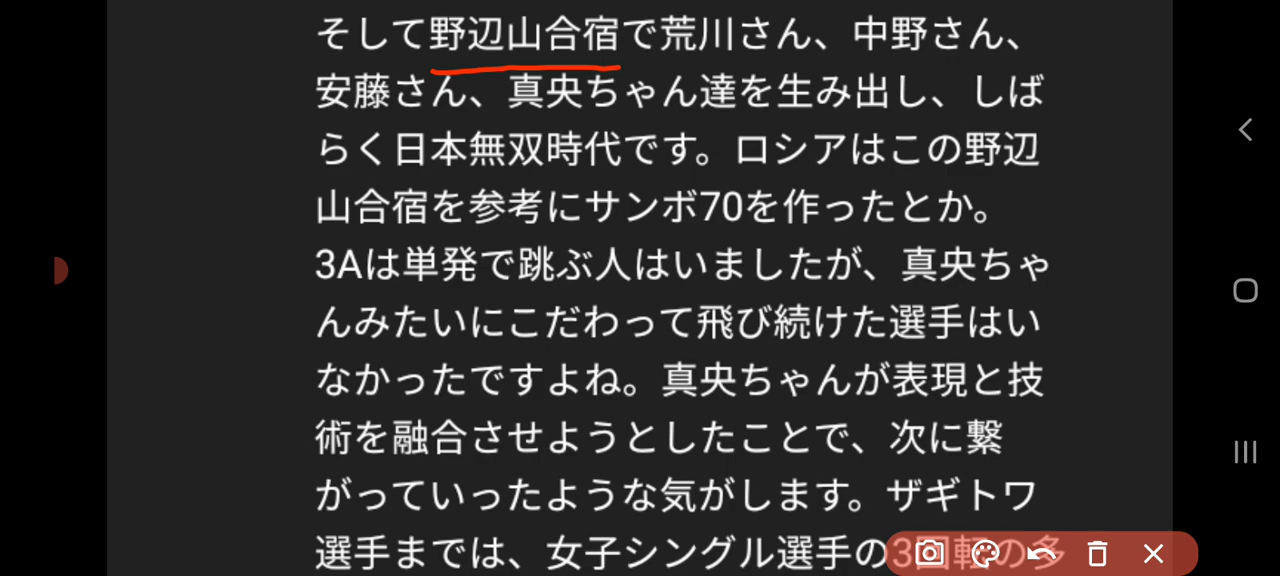 そして野辺山合宿で荒川さん、中野さん、
安藤さん、真央ちゃん達を生み出し、しば
らく日本無双時代です。ロシアはこの野辺
山合宿を参考にサンボ70を作ったとか。
3Aは単発で跳ぶ人はいましたが、真央ちゃ
んみたいにこだわって飛び続けた選手はい
なかったですよね。真央ちゃんが表現と技
術を融合させようとしたことで、次に繋
がっていったような気がします。ザギトワ
選手までは、女子シングル選手の3回転の多